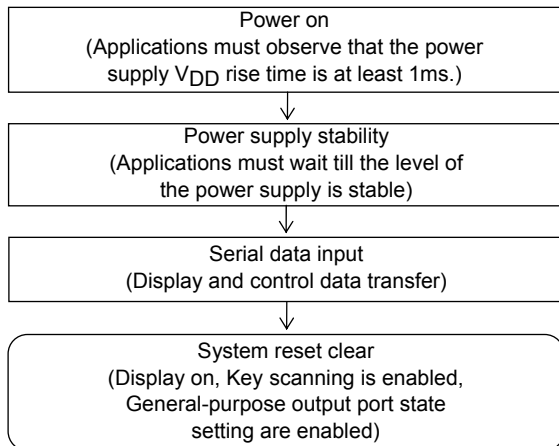 Power on
(Applications must observe that the power
supply VDD rise time is at least 1ms.)
Power supply stability
(Applications must wait till the level of
the power supply is stable)
Serial data input
(Display and control data transfer)
System reset clear
(Display on, Key scanning is enabled,
General-purpose output port state
setting are enabled)